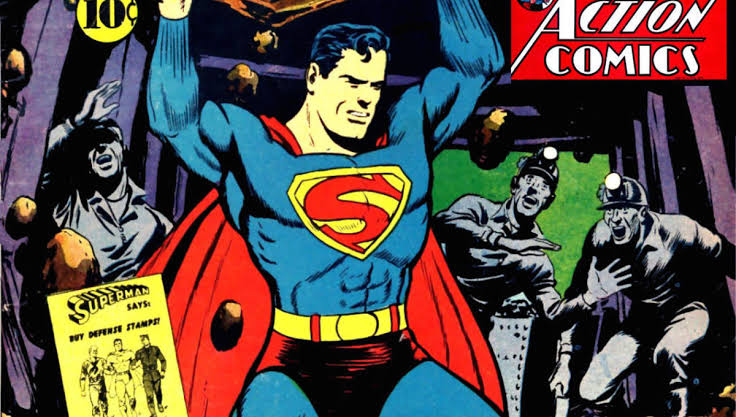 10¢
ACTION
COMICS
S
SUPERMAN
SAYS:
BUY DEFENSE STAMPS!